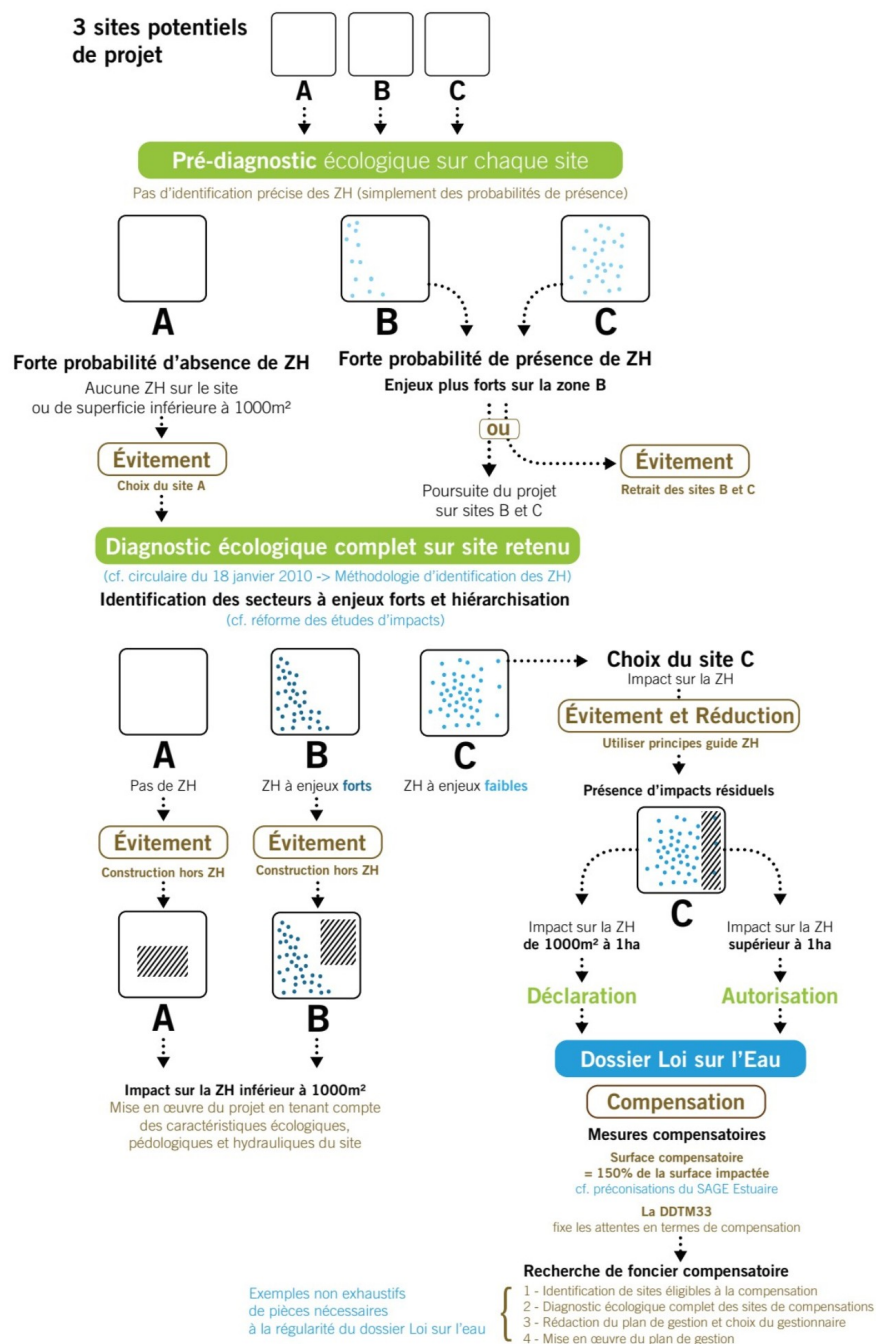 3 sites potentiels
de projet
A
B
C
Pré-diagnostic écologique sur chaque site
Pas d'identification précise des ZH (simplement des probabilités de présence)
A
B
C
Forte probabilité d'absence de ZH
Aucune ZH sur le site
ou de superficie inférieure à 1000m²
Évitement
Choix du site A
Forte probabilité de présence de ZH
Enjeux plus forts sur la zone B
ou
Poursuite du projet
sur sites B et C
Évitement
Retrait des sites B et C
Diagnostic écologique complet sur site retenu
(cf. circulaire du 18 janvier 2010 -> Méthodologie d'identification des ZH)
Identification des secteurs à enjeux forts et hiérarchisation
(cf. réforme des études d'impacts)
A
Pas de ZH
Évitement
Construction hors ZH
A
B
ZH à enjeux forts
Évitement
Construction hors ZH
B
Impact sur la ZH inférieur à 1000m²
Mise en œuvre du projet en tenant compte
des caractéristiques écologiques,
pédologiques et hydrauliques du site
C
ZH à enjeux faibles
Choix du site C
Impact sur la ZH
Évitement et Réduction
Utiliser principes guide ZH
Présence d'impacts résiduels
C
Impact sur la ZH
de 1000m² à 1ha
Déclaration
Impact sur la ZH
supérieur à 1ha
Autorisation
Dossier Loi sur l'Eau
Compensation
Mesures compensatoires
Surface compensatoire
= 150% de la surface impactée
cf. préconisations du SAGE Estuaire
La DDTM33
fixe les attentes en termes de compensation
Recherche de foncier compensatoire
Exemples non exhaustifs
de pièces nécessaires
à la régularité du dossier Loi sur l'eau
1 - Identification de sites éligibles à la compensation
2 - Diagnostic écologique complet des sites de compensations
3 - Rédaction du plan de gestion et choix du gestionnaire
4 - Mise en œuvre du plan de gestion